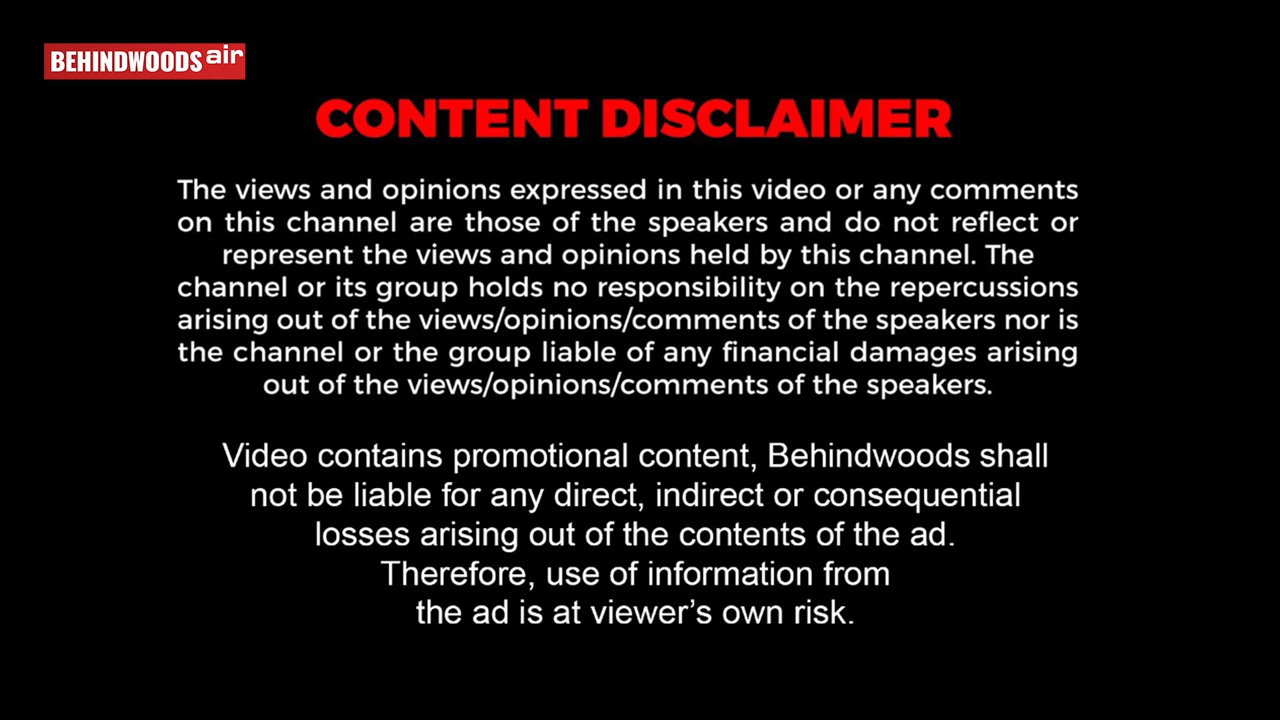 BEHINDWOODS air
CONTENT DISCLAIMER
The views and opinions expressed in this video or any comments
on this channel are those of the speakers and do not reflect or
represent the views and opinions held by this channel. The
channel or its group holds no responsibility on the repercussions
arising out of the views/opinions/comments of the speakers nor is
the channel or the group liable of any financial damages arising
out of the views/opinions/comments of the speakers.
Video contains promotional content, Behindwoods shall
not be liable for any direct, indirect or consequential
losses arising out of the contents of the ad.
Therefore, use of information from
the ad is at viewer’s own risk.